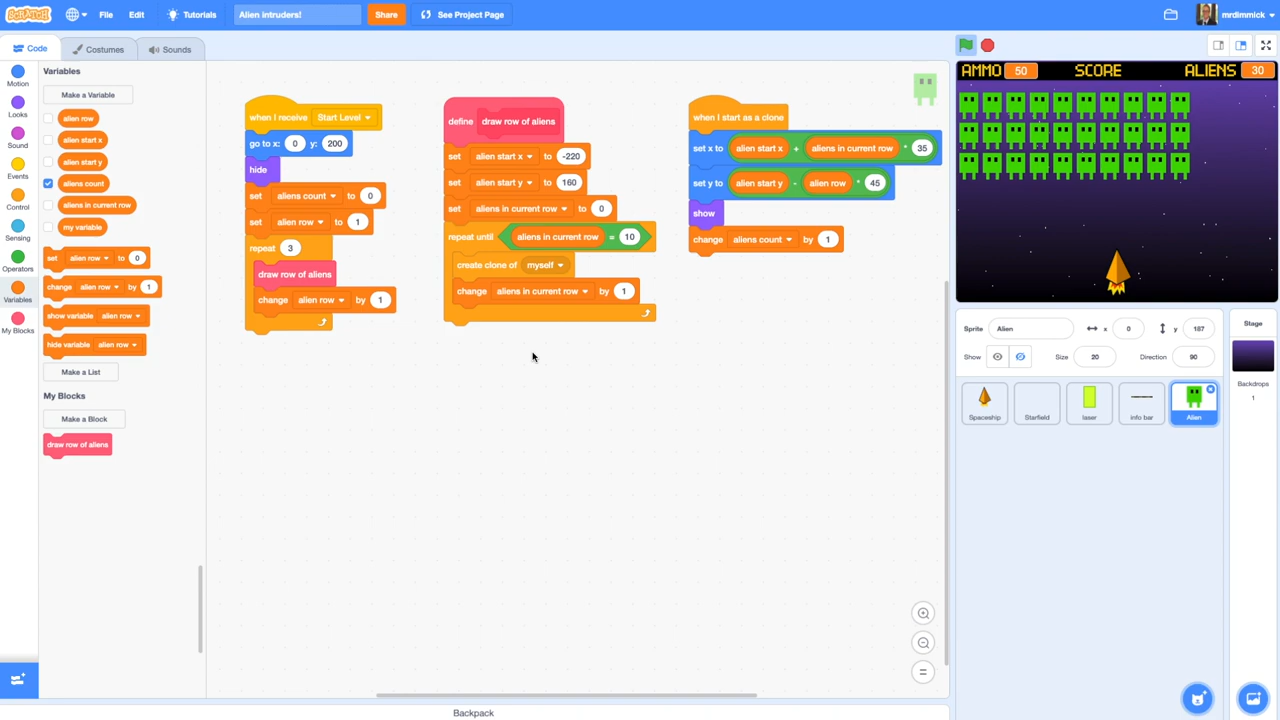 SCRATCH File Edit Tutorials Alien intruders! Share See Project Page mrdimmick
Code Costumes Sounds
Motion
Looks
Sound
Events
Control
Sensing
Operators
Variables
My Blocks
Variables
Make a Variable
alien row
alien start x
alien start y
aliens count
aliens in current row
my variable
set alien row to 0
change alien row by 1
show variable alien row
hide variable alien row
Make a List
My Blocks
Make a Block
draw row of aliens
when I receive Start Level
go to x: 0 y: 200
hide
set aliens count to 0
set alien row to 1
repeat 3
draw row of aliens
change alien row by 1
define draw row of aliens
set alien start x to -220
set alien start y to 160
set aliens in current row to 0
repeat until aliens in current row = 10
create clone of myself
change aliens in current row by 1
when I start as a clone
set x to alien start x + aliens in current row * 35
set y to alien start y - alien row * 45
show
change aliens count by 1
AMMO 50 SCORE ALIENS 30
Sprite Alien x 0 y 187
Show Size 20 Direction 90
Spaceship Starfield laser info bar Alien
Stage
Backdrops
1
Backpack